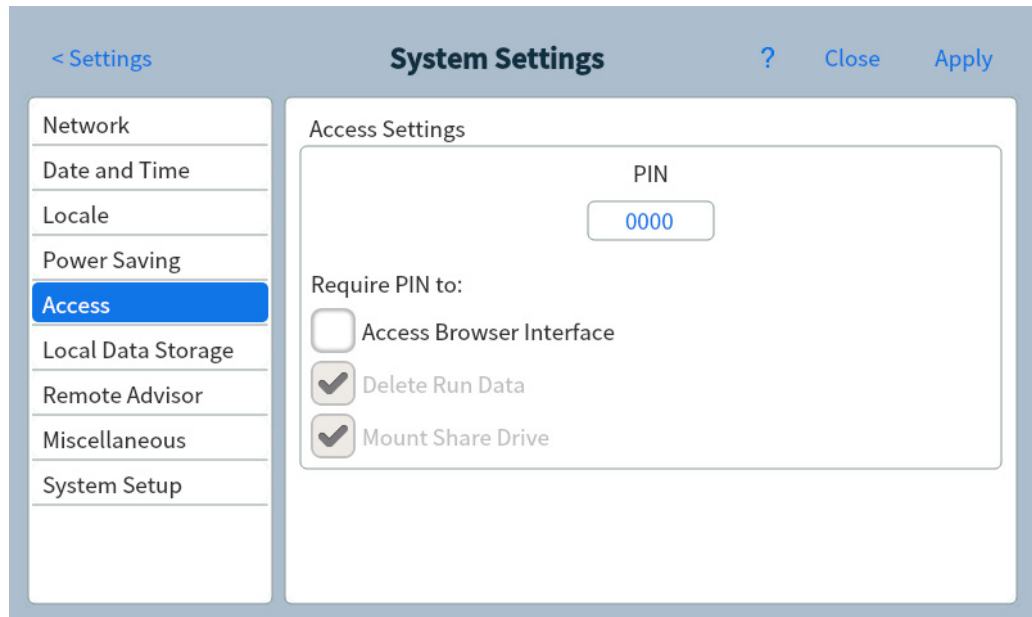 < Settings System Settings ? Close Apply
Network
Date and Time
Locale
Power Saving
Access
Local Data Storage
Remote Advisor
Miscellaneous
System Setup
Access Settings
PIN
0000
Require PIN to:
Access Browser Interface
Delete Run Data
Mount Share Drive